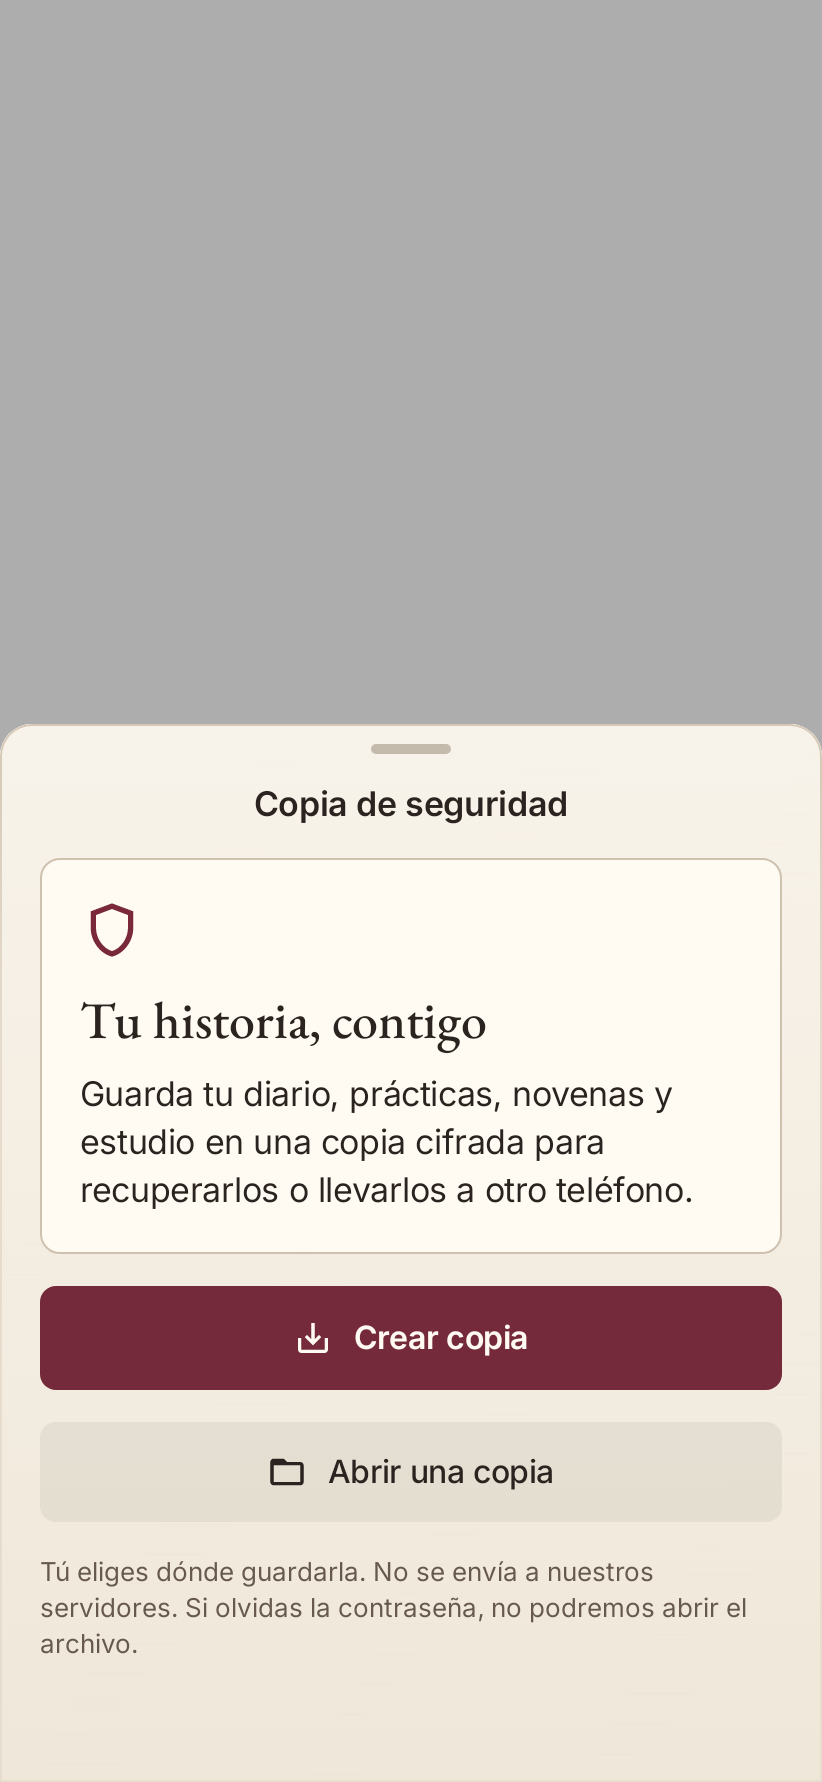 Copia de seguridad
Tu historia, contigo
Guarda tu diario, prácticas, novenas y
estudio en una copia cifrada para
recuperarlos o llevarlos a otro teléfono.
Crear copia
Abrir una copia
Tú eliges dónde guardarla. No se envía a nuestros
servidores. Si olvidas la contraseña, no podremos abrir el
archivo.